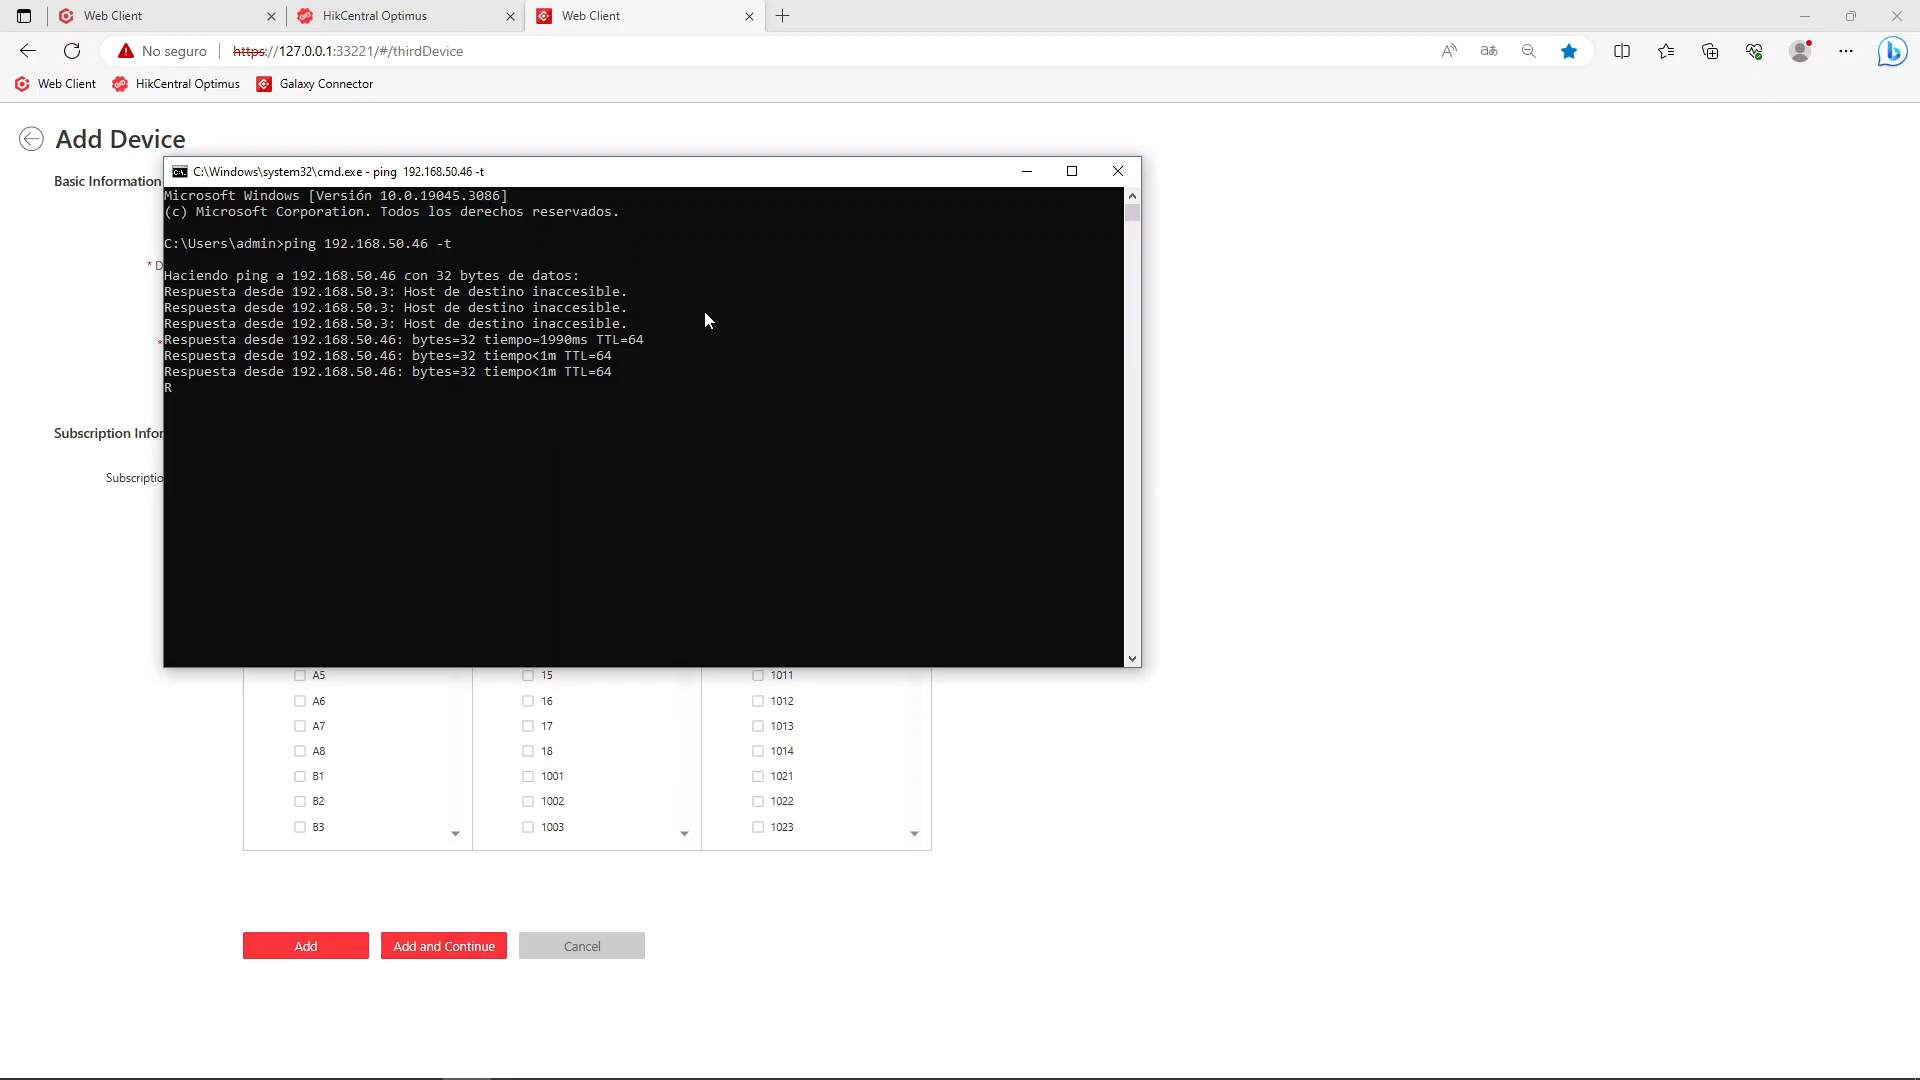 Web Client
HikCentral Optimus
Web Client
No seguro
https://127.0.0.1:33221/#/thirdDevice
Web Client
HikCentral Optimus
Galaxy Connector
Add Device
Basic Information
C:\Windows\system32\cmd.exe - ping 192.168.50.46 -t
Microsoft Windows [Versión 10.0.19045.3086]
(c) Microsoft Corporation. Todos los derechos reservados.
C:\Users\admin>ping 192.168.50.46 -t
* D
Haciendo ping a 192.168.50.46 con 32 bytes de datos:
Respuesta desde 192.168.50.3: Host de destino inaccesible.
Respuesta desde 192.168.50.3: Host de destino inaccesible.
Respuesta desde 192.168.50.3: Host de destino inaccesible.
*
Respuesta desde 192.168.50.46: bytes=32 tiempo=1990ms TTL=64
Respuesta desde 192.168.50.46: bytes=32 tiempo<1m TTL=64
Respuesta desde 192.168.50.46: bytes=32 tiempo<1m TTL=64
R
Subscription Infor
Subscriptio
A5 15 1011
A6 16 1012
A7 17 1013
A8 18 1014
B1 1001 1021
B2 1002 1022
B3 1003 1023
Add
Add and Continue
Cancel